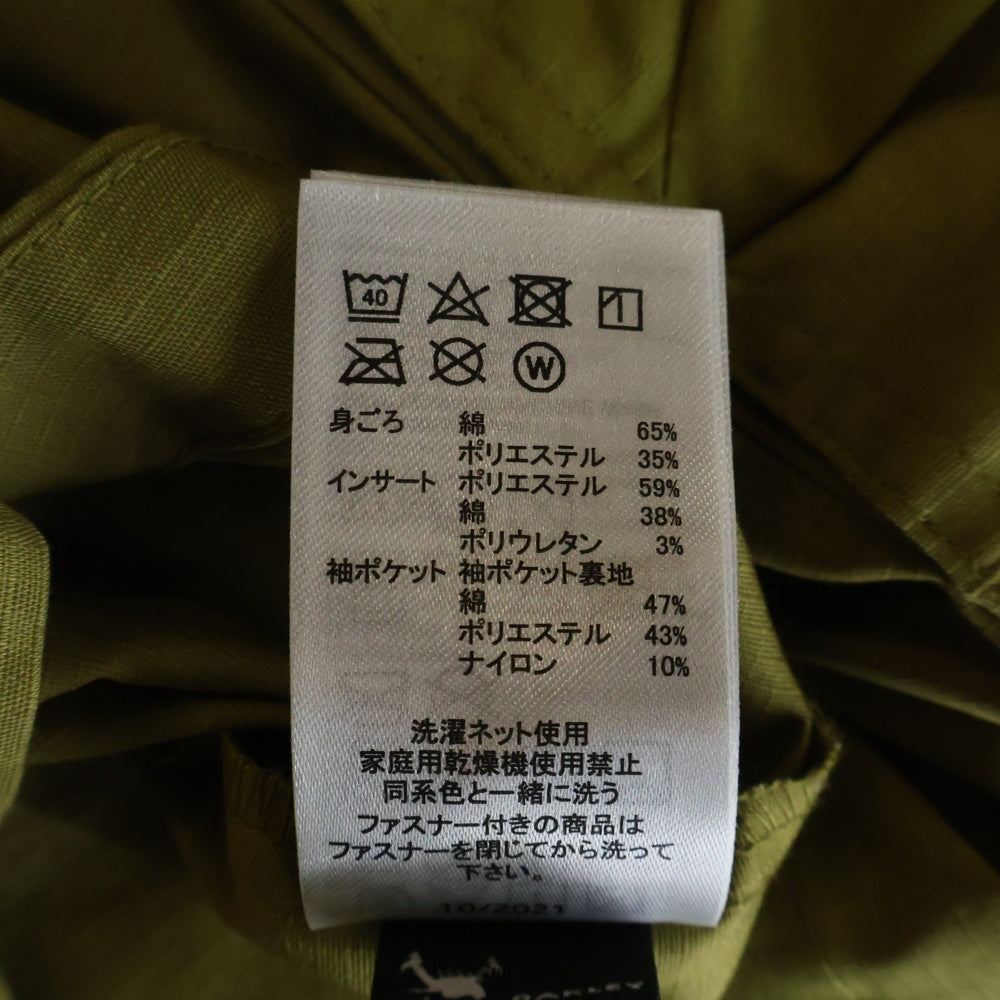 40
W
身ごろ 綿 65%
ポリエステル 35%
インサート ポリエステル 59%
綿 38%
ポリウレタン 3%
袖ポケット 袖ポケット裏地
綿 47%
ポリエステル 43%
ナイロン 10%
洗濯ネット使用
家庭用乾燥機使用禁止
同系色と一緒に洗う
ファスナー付きの商品は
ファスナーを閉じてから洗って
下さい。
10/2021